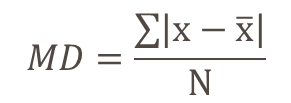 MD = ∑|x − x̄| / N